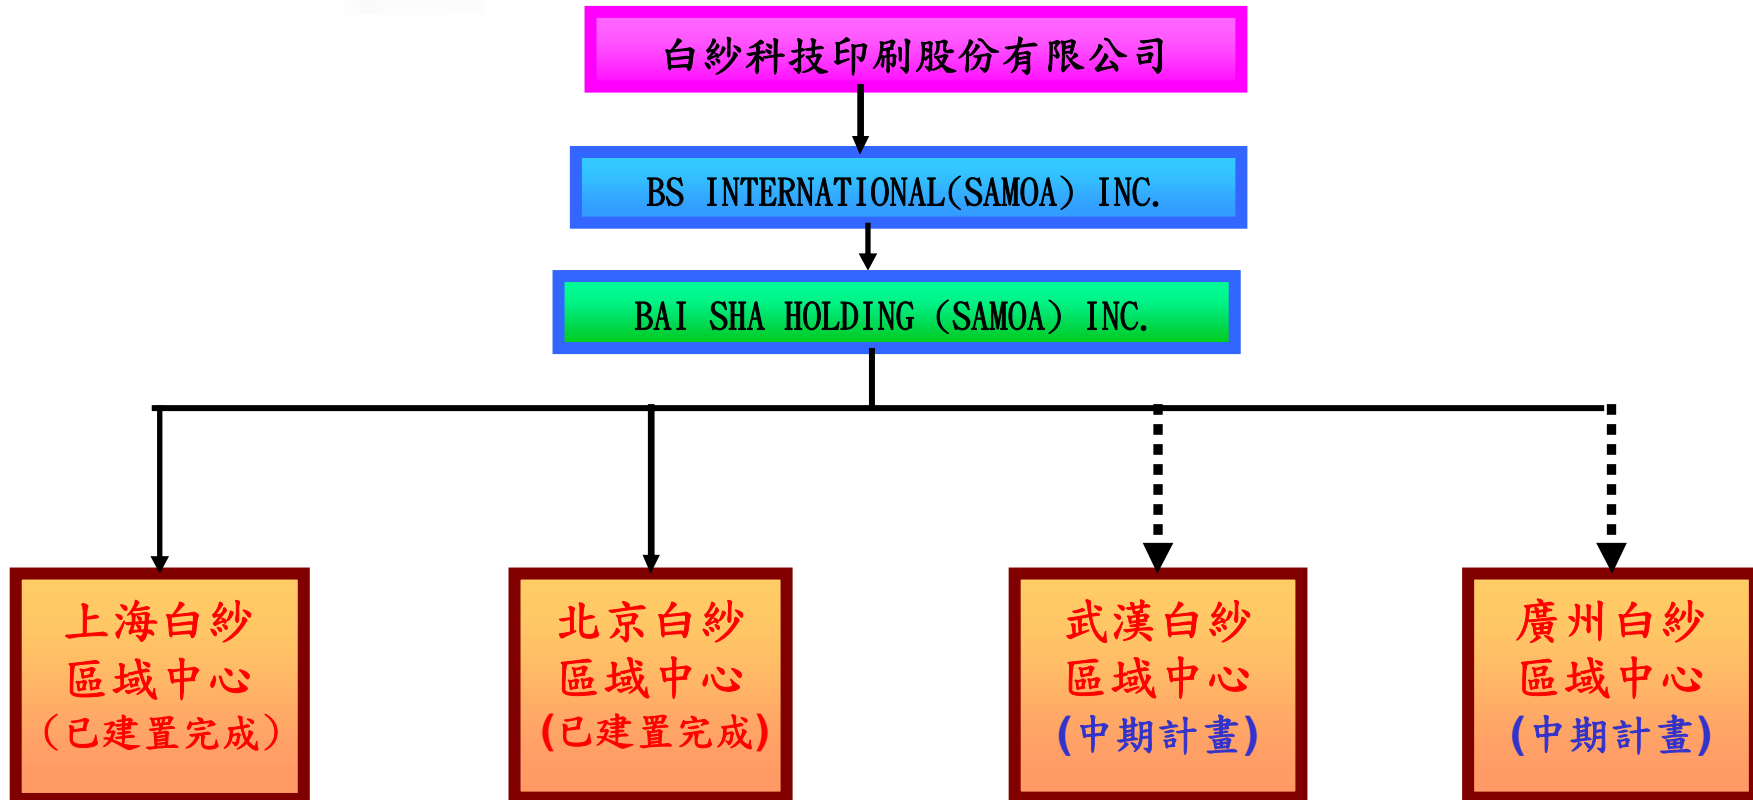 白紗科技印刷股份有限公司
BS INTERNATIONAL(SAMOA) INC.
BAI SHA HOLDING (SAMOA) INC.
上海白紗
區域中心
(已建置完成)
北京白紗
區域中心
(已建置完成)
武漢白紗
區域中心
(中期計畫)
廣州白紗
區域中心
(中期計畫)